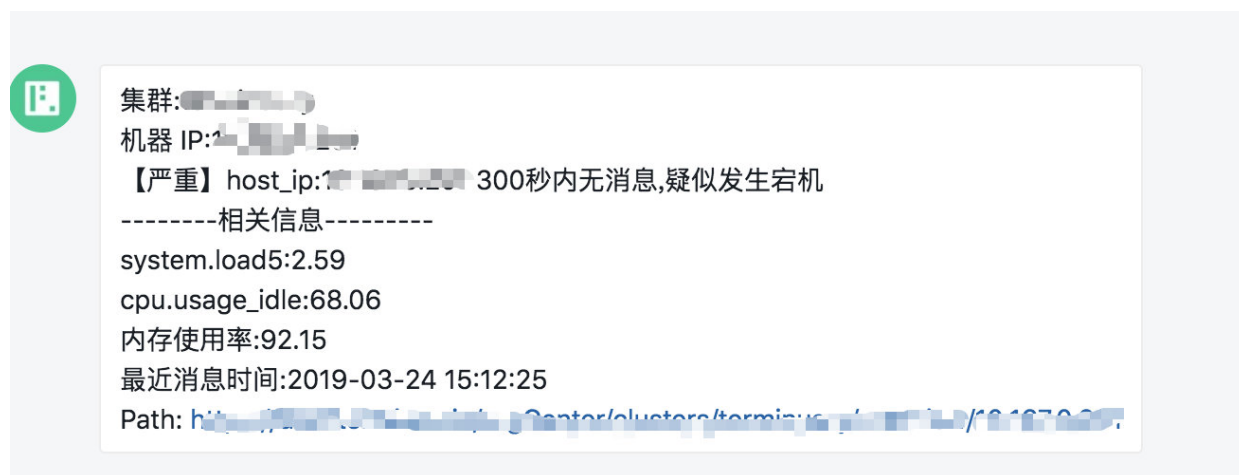 集群:
机器 IP:
【严重】host_ip: 300秒内无消息,疑似发生宕机
--------相关信息---------
system.load5:2.59
cpu.usage_idle:68.06
内存使用率:92.15
最近消息时间:2019-03-24 15:12:25
Path: